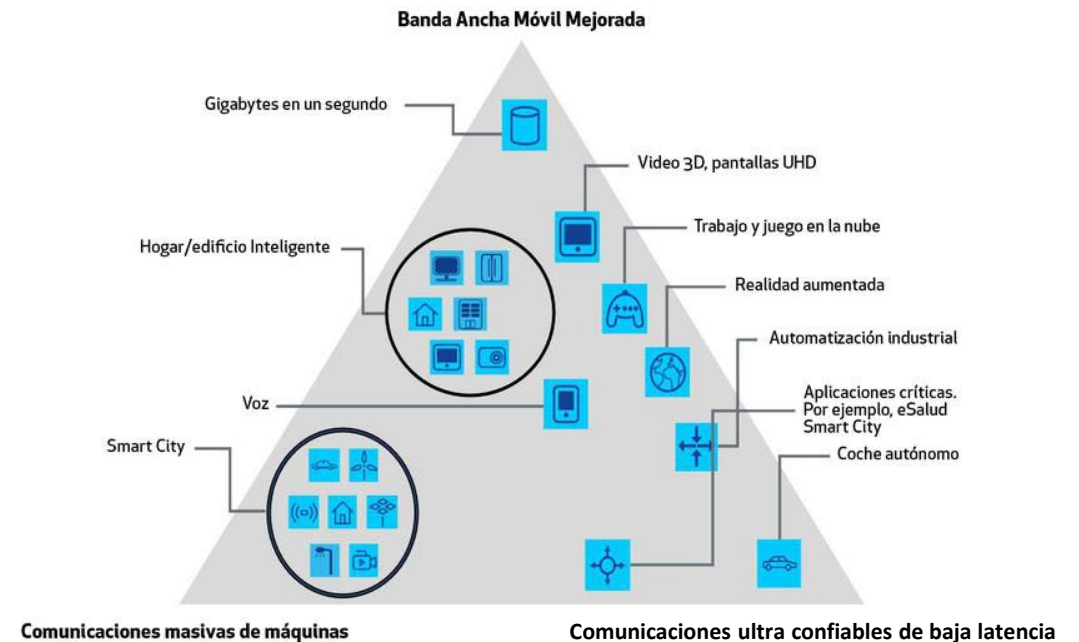 Banda Ancha Móvil Mejorada
Gigabytes en un segundo
Video 3D, pantallas UHD
Trabajo y juego en la nube
Hogar/edificio Inteligente
Realidad aumentada
Automatización industrial
Aplicaciones críticas.
Por ejemplo, eSalud
Smart City
Voz
Smart City
Coche autónomo
Comunicaciones masivas de máquinas
Comunicaciones ultra confiables de baja latencia